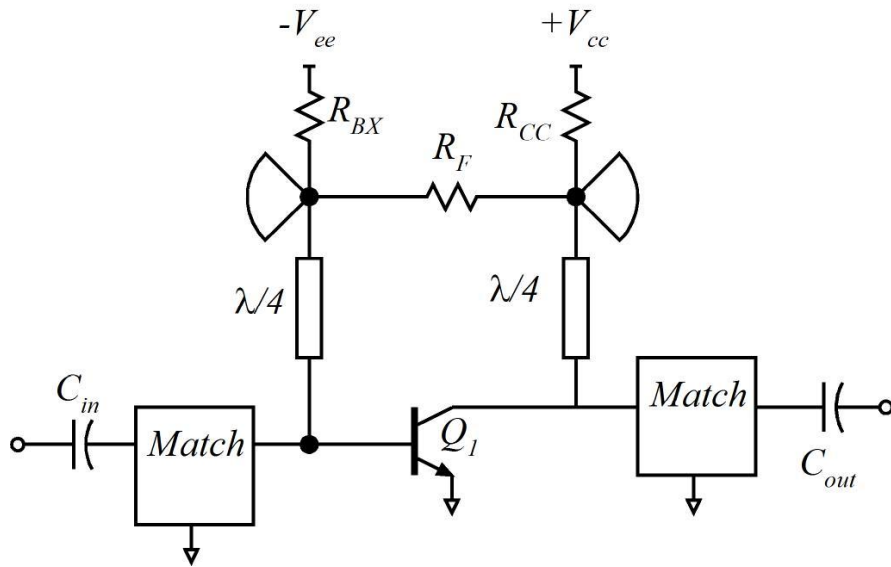 -V_ee
+V_cc
R_BX
R_CC
R_F
λ/4
λ/4
C_in
Match
Q_1
Match
C_out